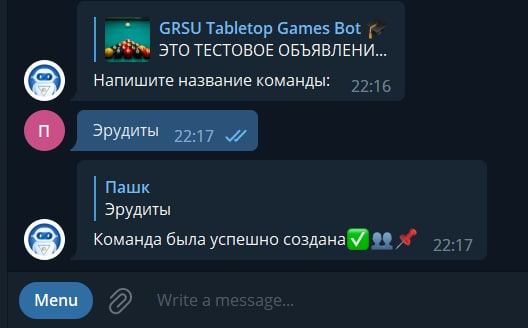 GRSU Tabletop Games Bot 🎓
ЭТО ТЕСТОВОЕ ОБЪЯВЛЕНИ...
Напишите название команды:
22:16
П
Эрудиты
22:17
Пашк
Эрудиты
Команда была успешно создана✅👥📌
22:17
Menu
Write a message...